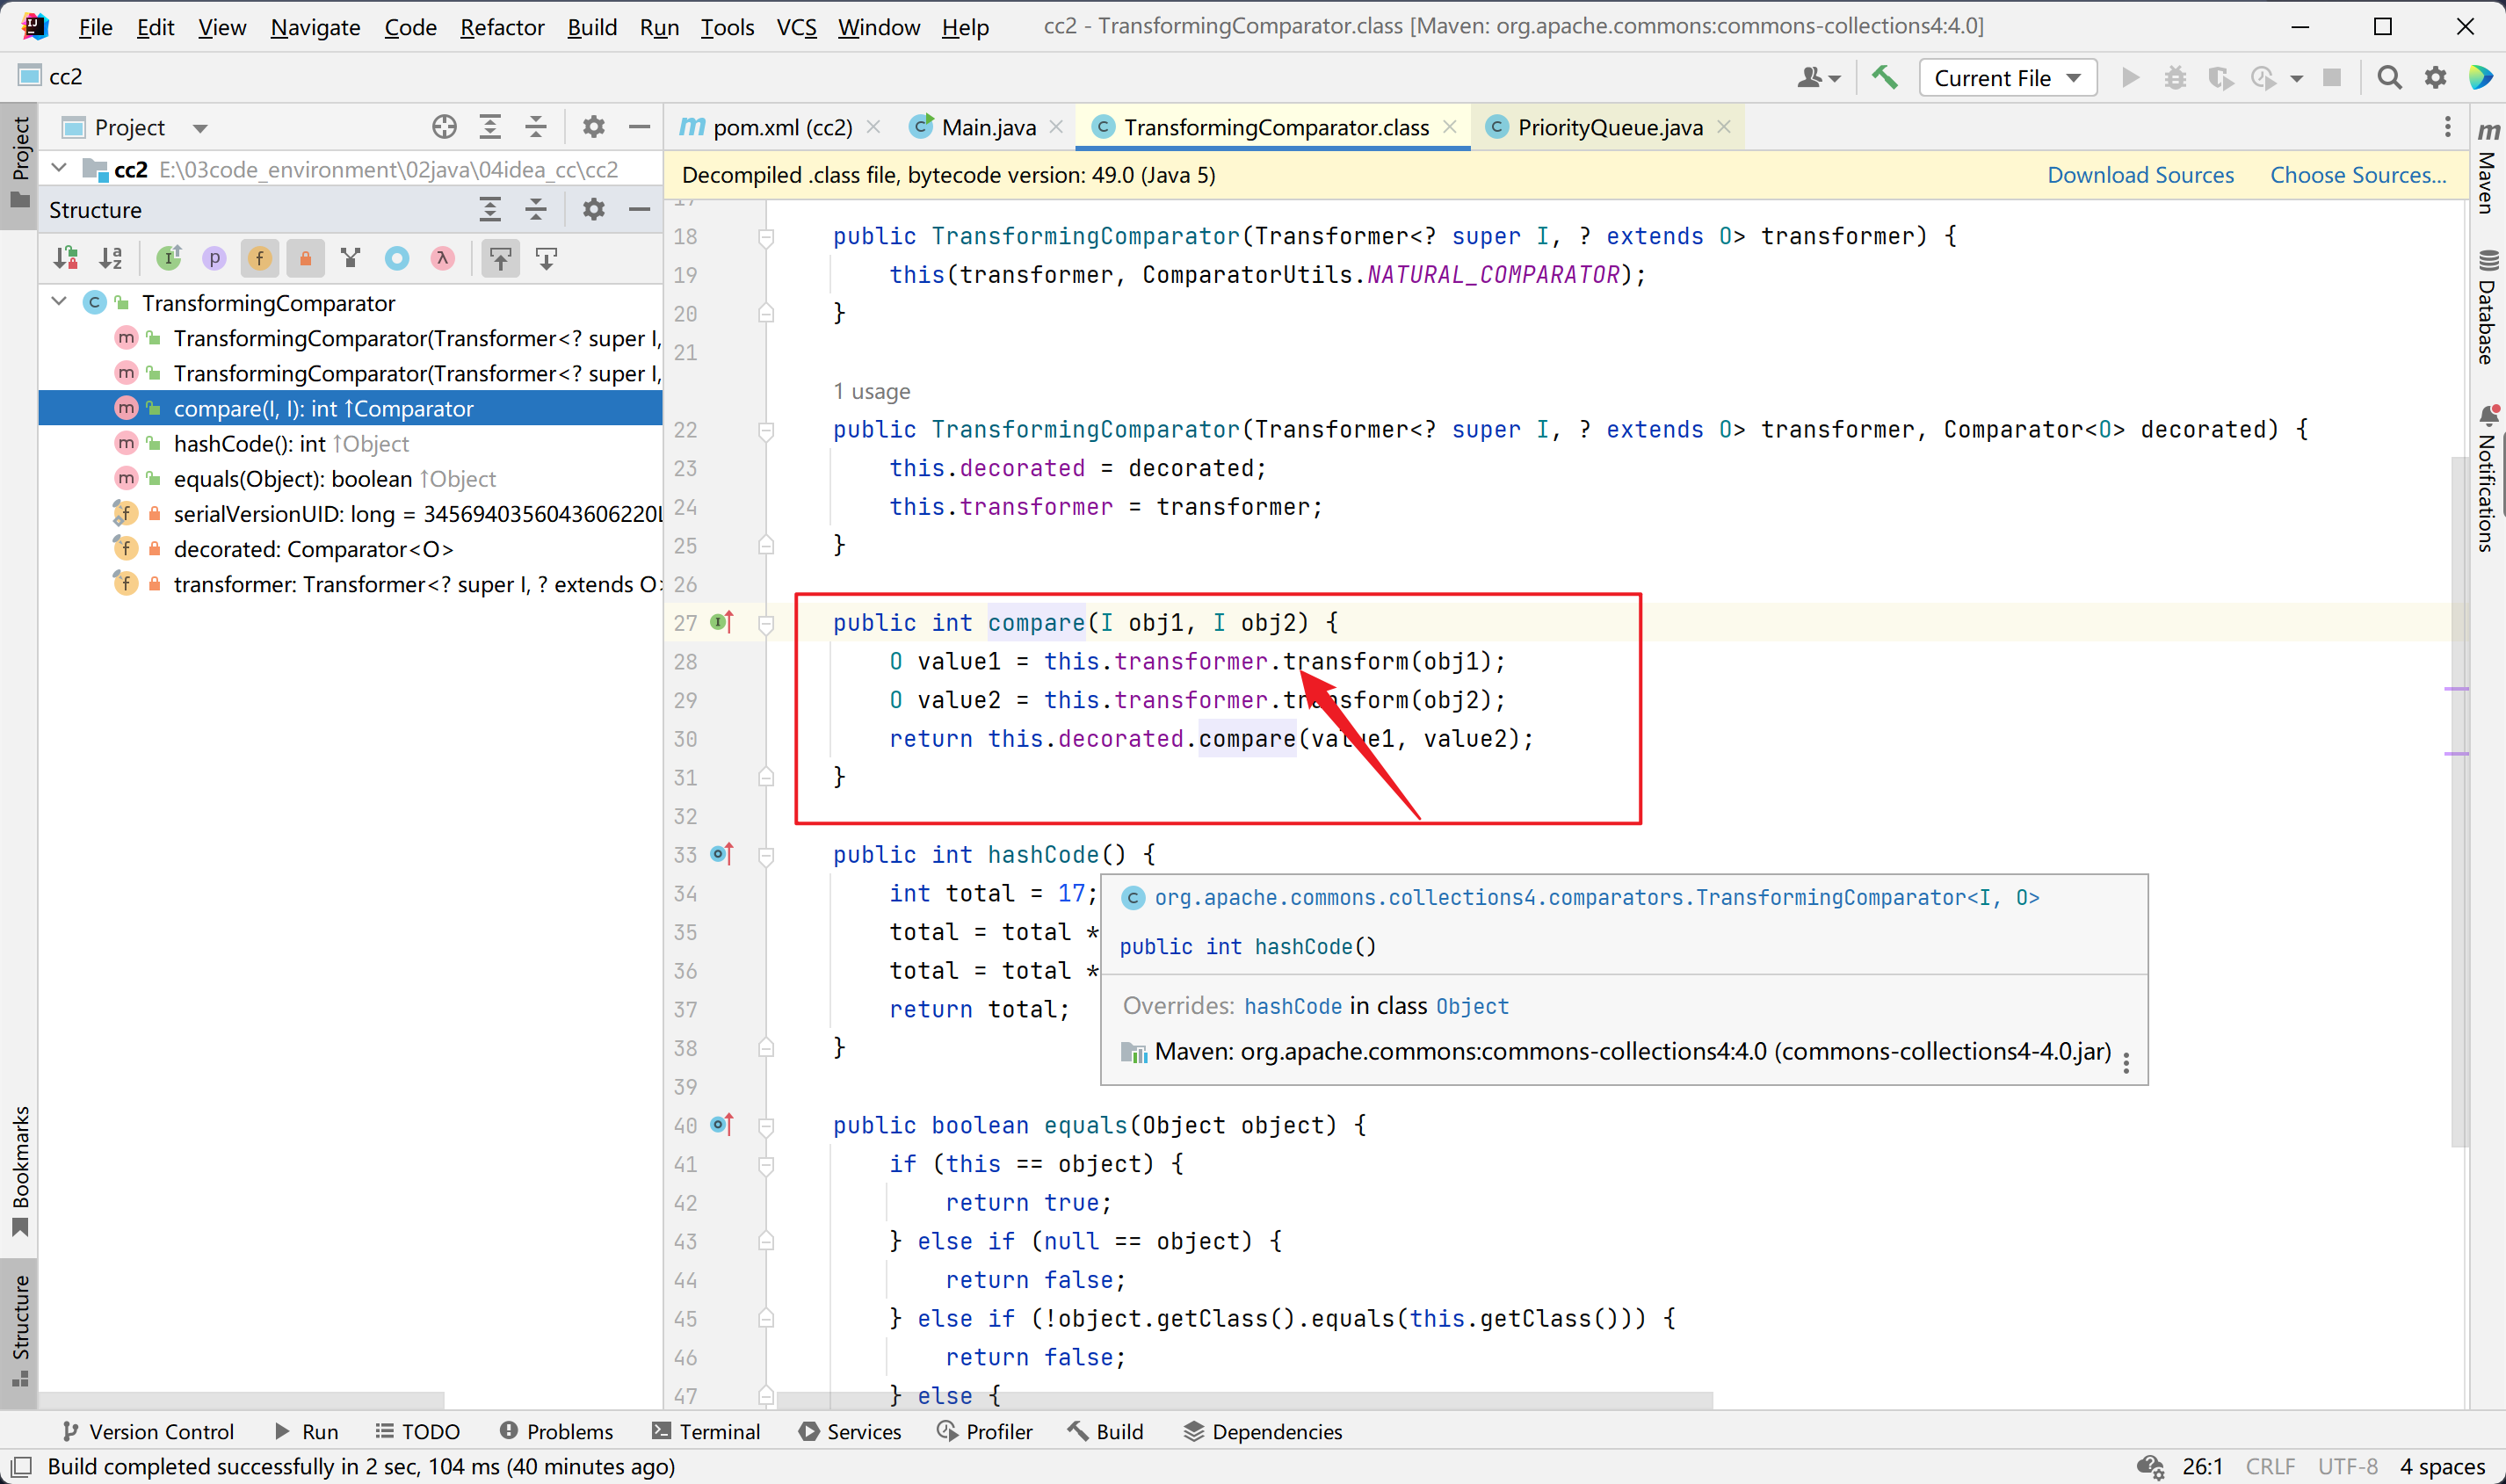 File Edit View Navigate Code Refactor Build Run Tools VCS Window Help cc2 - TransformingComparator.class [Maven: org.apache.commons:commons-collections4:4.0]
cc2 Current File
Project
pom.xml (cc2) Main.java TransformingComparator.class PriorityQueue.java
cc2 E:\03code_environment\02java\04idea_cc\cc2
Decompiled .class file, bytecode version: 49.0 (Java 5) Download Sources Choose Sources...
Structure
TransformingComparator
TransformingComparator(Transformer<? super I,
TransformingComparator(Transformer<? super I,
compare(I, I): int ↑Comparator
hashCode(): int ↑Object
equals(Object): boolean ↑Object
serialVersionUID: long = 3456940356043606220L
decorated: Comparator<O>
transformer: Transformer<? super I, ? extends O>
17
18 public TransformingComparator(Transformer<? super I, ? extends O> transformer) {
19 this(transformer, ComparatorUtils.NATURAL_COMPARATOR);
20 }
21
1 usage
22 public TransformingComparator(Transformer<? super I, ? extends O> transformer, Comparator<O> decorated) {
23 this.decorated = decorated;
24 this.transformer = transformer;
25 }
26
27 public int compare(I obj1, I obj2) {
28 O value1 = this.transformer.transform(obj1);
29 O value2 = this.transformer.transform(obj2);
30 return this.decorated.compare(value1, value2);
31 }
32
33 public int hashCode() {
34 int total = 17;
35 total = total *
36 total = total *
37 return total;
38 }
39
40 public boolean equals(Object object) {
41 if (this == object) {
42 return true;
43 } else if (null == object) {
44 return false;
45 } else if (!object.getClass().equals(this.getClass())) {
46 return false;
47 } else {
org.apache.commons.collections4.comparators.TransformingComparator<I, O>
public int hashCode()
Overrides: hashCode in class Object
Maven: org.apache.commons:commons-collections4:4.0 (commons-collections4-4.0.jar)
Project
Bookmarks
Structure
Maven
Database
Notifications
Version Control Run TODO Problems Terminal Services Profiler Build Dependencies
Build completed successfully in 2 sec, 104 ms (40 minutes ago) 26:1 CRLF UTF-8 4 spaces